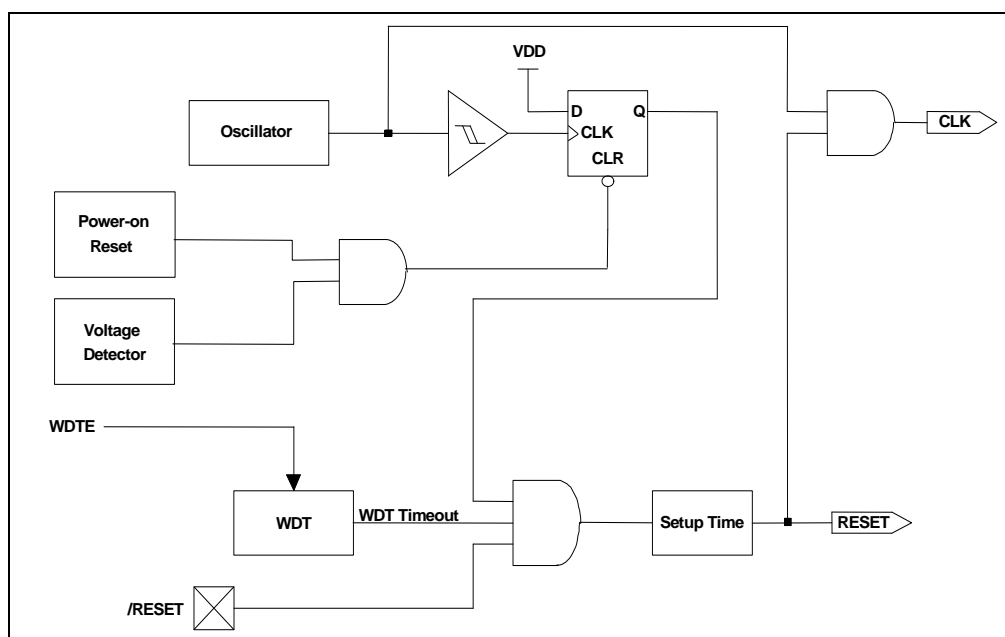 VDD
D
Q
CLK
CLR
Oscillator
CLK
Power-on
Reset
Voltage
Detector
WDTE
WDT
WDT Timeout
Setup Time
RESET
/RESET